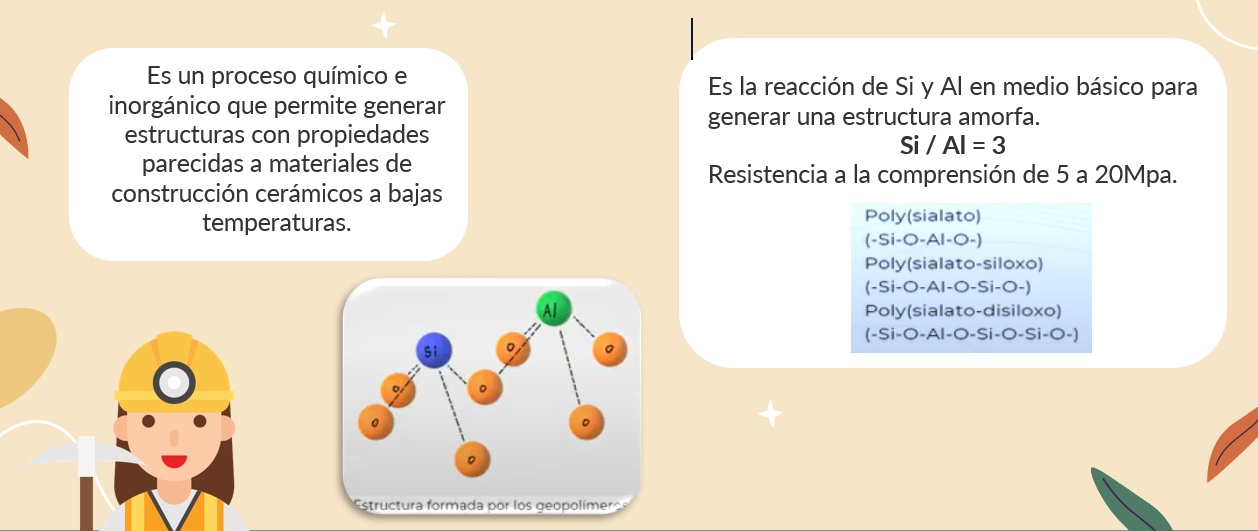 Es un proceso químico e
inorgánico que permite generar
estructuras con propiedades
parecidas a materiales de
construcción cerámicos a bajas
temperaturas.
Si
Al
O
O
O
O
O
O
O
Estructura formada por los geopolímeros
Es la reacción de Si y Al en medio básico para
generar una estructura amorfa.
Si / Al = 3
Resistencia a la comprensión de 5 a 20Mpa.
Poly(sialato)
(-Si-O-Al-O-)
Poly(sialato-siloxo)
(-Si-O-Al-O-Si-O-)
Poly(sialato-disiloxo)
(-Si-O-Al-O-Si-O-Si-O-)